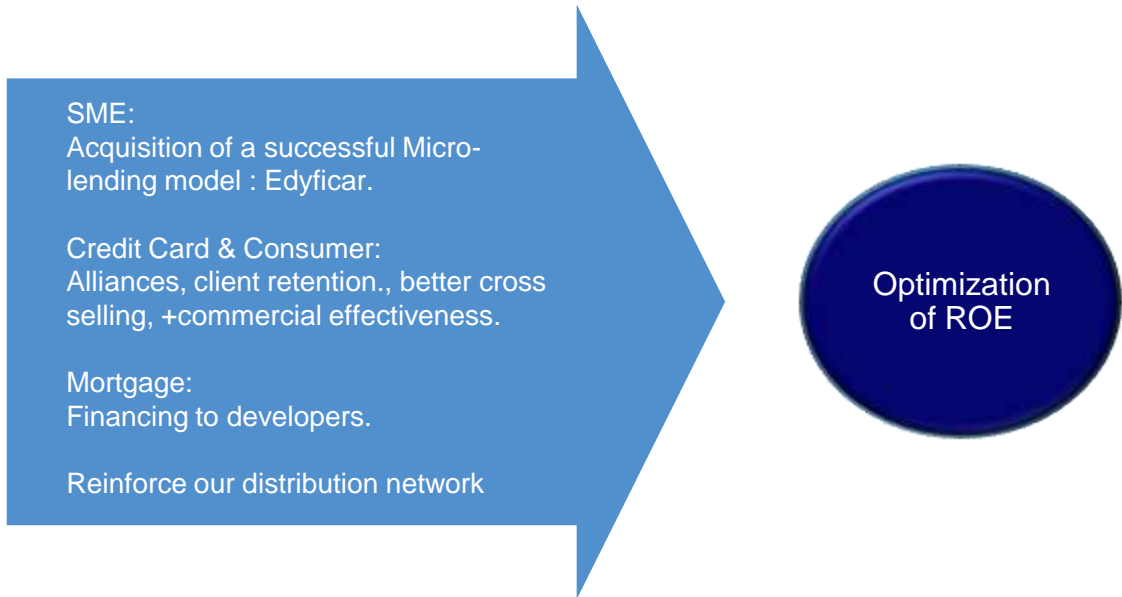 SME:
Acquisition of a successful Micro-
lending model : Edyficar.
Credit Card & Consumer:
Alliances, client retention., better cross
selling, +commercial effectiveness.
Mortgage:
Financing to developers.
Reinforce our distribution network
Optimization
of ROE